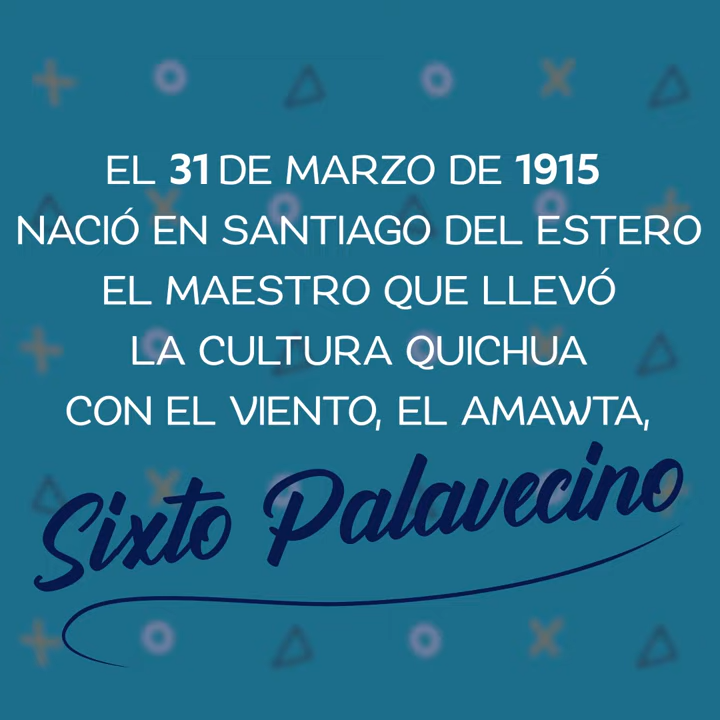 EL 31 DE MARZO DE 1915
NACIÓ EN SANTIAGO DEL ESTERO
EL MAESTRO QUE LLEVÓ
LA CULTURA QUICHUA
CON EL VIENTO, EL AMAWTA,
Sixto Palavecino